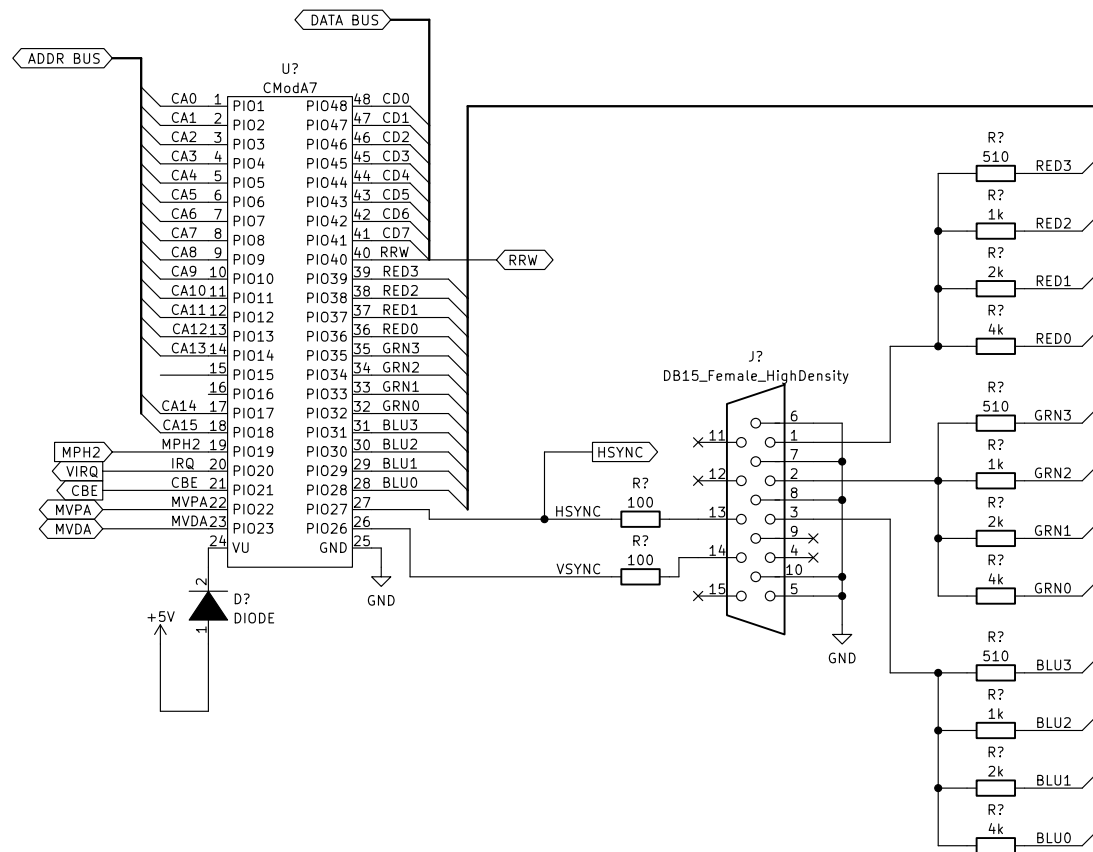 DATA BUS
ADDR BUS
U?
CModA7
CA0 1 PIO1 PIO48 48 CD0
CA1 2 PIO2 PIO47 47 CD1
CA2 3 PIO3 PIO46 46 CD2
CA3 4 PIO4 PIO45 45 CD3
CA4 5 PIO5 PIO44 44 CD4
CA5 6 PIO6 PIO43 43 CD5
CA6 7 PIO7 PIO42 42 CD6
CA7 8 PIO8 PIO41 41 CD7
CA8 9 PIO9 PIO40 40 RRW
RRW
CA9 10 PIO10 PIO39 39 RED3
CA10 11 PIO11 PIO38 38 RED2
CA11 12 PIO12 PIO37 37 RED1
CA12 13 PIO13 PIO36 36 RED0
CA13 14 PIO14 PIO35 35 GRN3
15 PIO15 PIO34 34 GRN2
16 PIO16 PIO33 33 GRN1
CA14 17 PIO17 PIO32 32 GRN0
CA15 18 PIO18 PIO31 31 BLU3
MPH2 MPH2 19 PIO19 PIO30 30 BLU2
VIRQ IRQ 20 PIO20 PIO29 29 BLU1
CBE CBE 21 PIO21 PIO28 28 BLU0
MVPA MVPA 22 PIO22 PIO27 27
MVDA MVDA 23 PIO23 PIO26 26
24 VU GND 25
GND
2
D?
DIODE
1
+5V
HSYNC
HSYNC
R?
100
VSYNC
R?
100
J?
DB15_Female_HighDensity
6
11
1
7
12
2
8
13
3
9
14
4
10
15
5
GND
R?
510
RED3
R?
1k
RED2
R?
2k
RED1
R?
4k
RED0
R?
510
GRN3
R?
1k
GRN2
R?
2k
GRN1
R?
4k
GRN0
R?
510
BLU3
R?
1k
BLU2
R?
2k
BLU1
R?
4k
BLU0